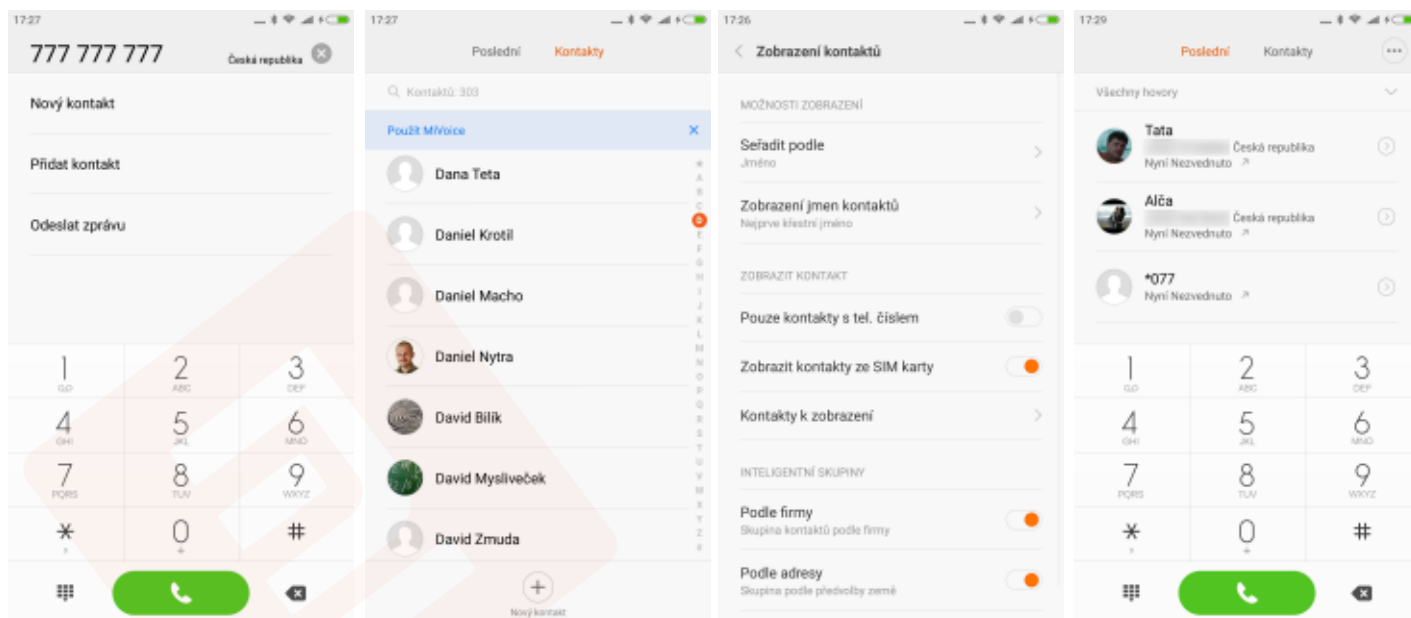 17:27
777 777 777
Česká republika
Nový kontakt
Přidat kontakt
Odeslat zprávu
1
2
ABC
3
DEF
4
GHI
5
JKL
6
MNO
7
PQRS
8
TUV
9
WXYZ
*
,
0
+
#
17:27
Poslední Kontakty
Kontaktů: 303
Použít MiVoice
Dana Teta
Daniel Krotil
Daniel Macho
Daniel Nytra
David Bilík
David Mysliveček
David Zmuda
A
B
C
D
E
F
G
H
I
J
K
L
M
N
O
P
Q
R
S
T
U
V
W
X
Y
Z
#
Nový kontakt
17:26
Zobrazení kontaktů
MOŽNOSTI ZOBRAZENÍ
Seřadit podle
Jméno
Zobrazení jmen kontaktů
Nejprve křestní jméno
ZOBRAZIT KONTAKT
Pouze kontakty s tel. číslem
Zobrazit kontakty ze SIM karty
Kontakty k zobrazení
INTELIGENTNÍ SKUPINY
Podle firmy
Skupina kontaktů podle firmy
Podle adresy
Skupina podle předvolby země
17:29
Poslední Kontakty
Všechny hovory
Tata
Česká republika
Nyní Nezvednuto
Alča
Česká republika
Nyní Nezvednuto
*077
Nyní Nezvednuto
1
2
ABC
3
DEF
4
GHI
5
JKL
6
MNO
7
PQRS
8
TUV
9
WXYZ
*
,
0
+
#